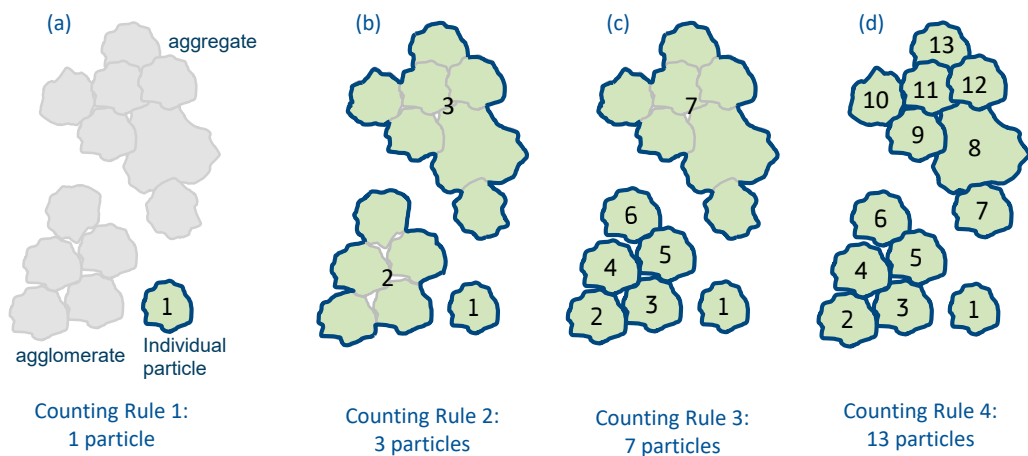 (a)
aggregate
1
agglomerate
Individual
particle
Counting Rule 1:
1 particle
(b)
3
2
1
Counting Rule 2:
3 particles
(c)
7
6
5
4
3
2
1
Counting Rule 3:
7 particles
(d)
13
12
11
10
9
8
7
6
5
4
3
2
1
Counting Rule 4:
13 particles